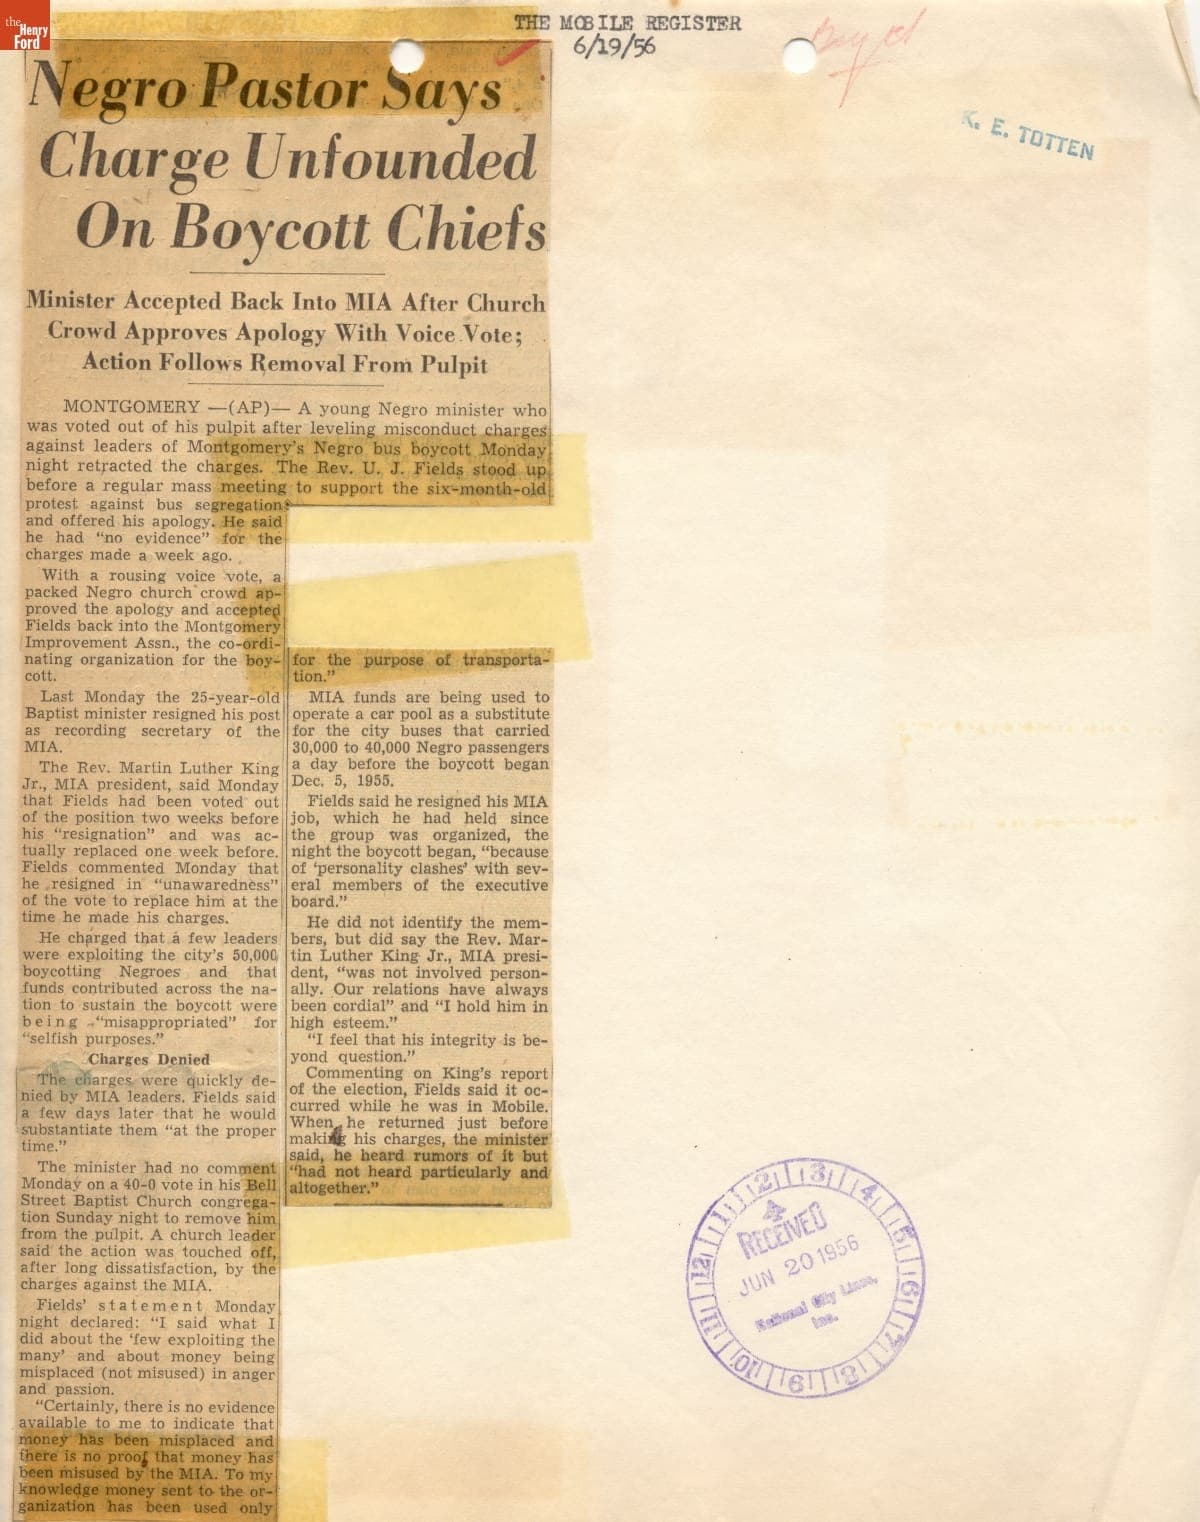 the
Henry
Ford
THE MOBILE REGISTER
6/19/56
K. E. TOTTEN
Negro Pastor Says
Charge Unfounded
On Boycott Chiefs
Minister Accepted Back Into MIA After Church
Crowd Approves Apology With Voice Vote;
Action Follows Removal From Pulpit
MONTGOMERY —(AP)— A young Negro minister who
was voted out of his pulpit after leveling misconduct charges
against leaders of Montgomery's Negro bus boycott Monday
night retracted the charges. The Rev. U. J. Fields stood up
before a regular mass meeting to support the six-month-old
protest against bus segregation
and offered his apology. He said
he had "no evidence" for the
charges made a week ago.
With a rousing voice vote, a
packed Negro church crowd ap-
proved the apology and accepted
Fields back into the Montgomery
Improvement Assn., the co-ordi-
nating organization for the boy-
cott.
Last Monday the 25-year-old
Baptist minister resigned his post
as recording secretary of the
MIA.
The Rev. Martin Luther King
Jr., MIA president, said Monday
that Fields had been voted out
of the position two weeks before
his "resignation" and was ac-
tually replaced one week before.
Fields commented Monday that
he resigned in "unawaredness"
of the vote to replace him at the
time he made his charges.
He charged that a few leaders
were exploiting the city's 50,000
boycotting Negroes and that
funds contributed across the na-
tion to sustain the boycott were
being "misappropriated" for
"selfish purposes."
Charges Denied
The charges were quickly de-
nied by MIA leaders. Fields said
a few days later that he would
substantiate them "at the proper
time."
The minister had no comment
Monday on a 40-0 vote in his Bell
Street Baptist Church congrega-
tion Sunday night to remove him
from the pulpit. A church leader
said the action was touched off,
after long dissatisfaction, by the
charges against the MIA.
Fields' statement Monday
night declared: "I said what I
did about the 'few exploiting the
many' and about money being
misplaced (not misused) in anger
and passion.
"Certainly, there is no evidence
available to me to indicate that
money has been misplaced and
there is no proof that money has
been misused by the MIA. To my
knowledge money sent to the or-
ganization has been used only
for the purpose of transporta-
tion."
MIA funds are being used to
operate a car pool as a substitute
for the city buses that carried
30,000 to 40,000 Negro passengers
a day before the boycott began
Dec. 5, 1955.
Fields said he resigned his MIA
job, which he had held since
the group was organized, the
night the boycott began, "because
of 'personality clashes' with sev-
eral members of the executive
board."
He did not identify the mem-
bers, but did say the Rev. Mar-
tin Luther King Jr., MIA presi-
dent, "was not involved person-
ally. Our relations have always
been cordial" and "I hold him in
high esteem."
"I feel that his integrity is be-
yond question."
Commenting on King's report
of the election, Fields said it oc-
curred while he was in Mobile.
When he returned just before
making his charges, the minister
said, he heard rumors of it but
"had not heard particularly and
altogether."
1 2 3 4 5 6 7 8 9 10 11 12
RECEIVED
JUN 20 1956
National City Lines,
Inc.